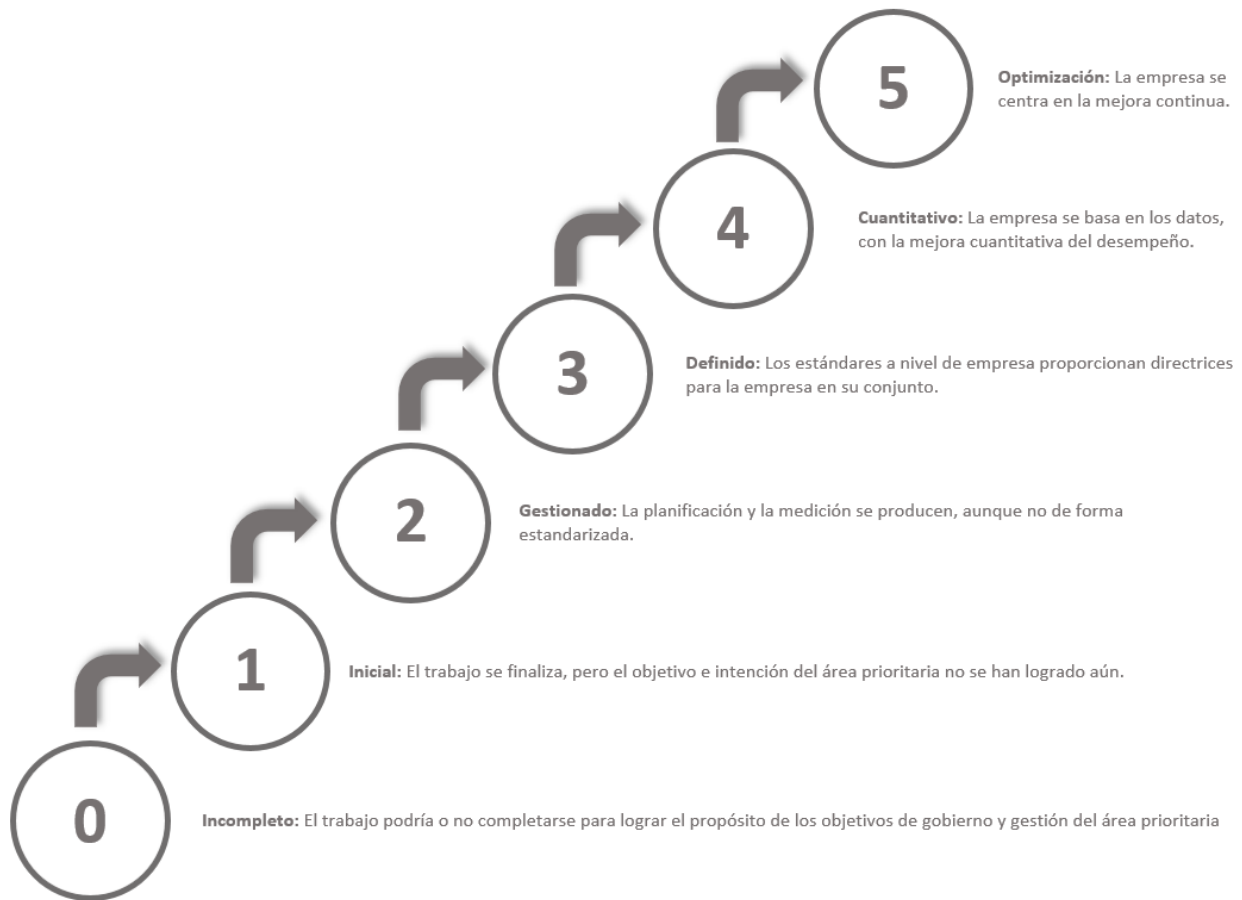 5
Optimización: La empresa se
centra en la mejora continua.
4
Cuantitativo: La empresa se basa en los datos,
con la mejora cuantitativa del desempeño.
3
Definido: Los estándares a nivel de empresa proporcionan directrices
para la empresa en su conjunto.
2
Gestionado: La planificación y la medición se producen, aunque no de forma
estandarizada.
1
Inicial: El trabajo se finaliza, pero el objetivo e intención del área prioritaria no se han logrado aún.
0
Incompleto: El trabajo podría o no completarse para lograr el propósito de los objetivos de gobierno y gestión del área prioritaria